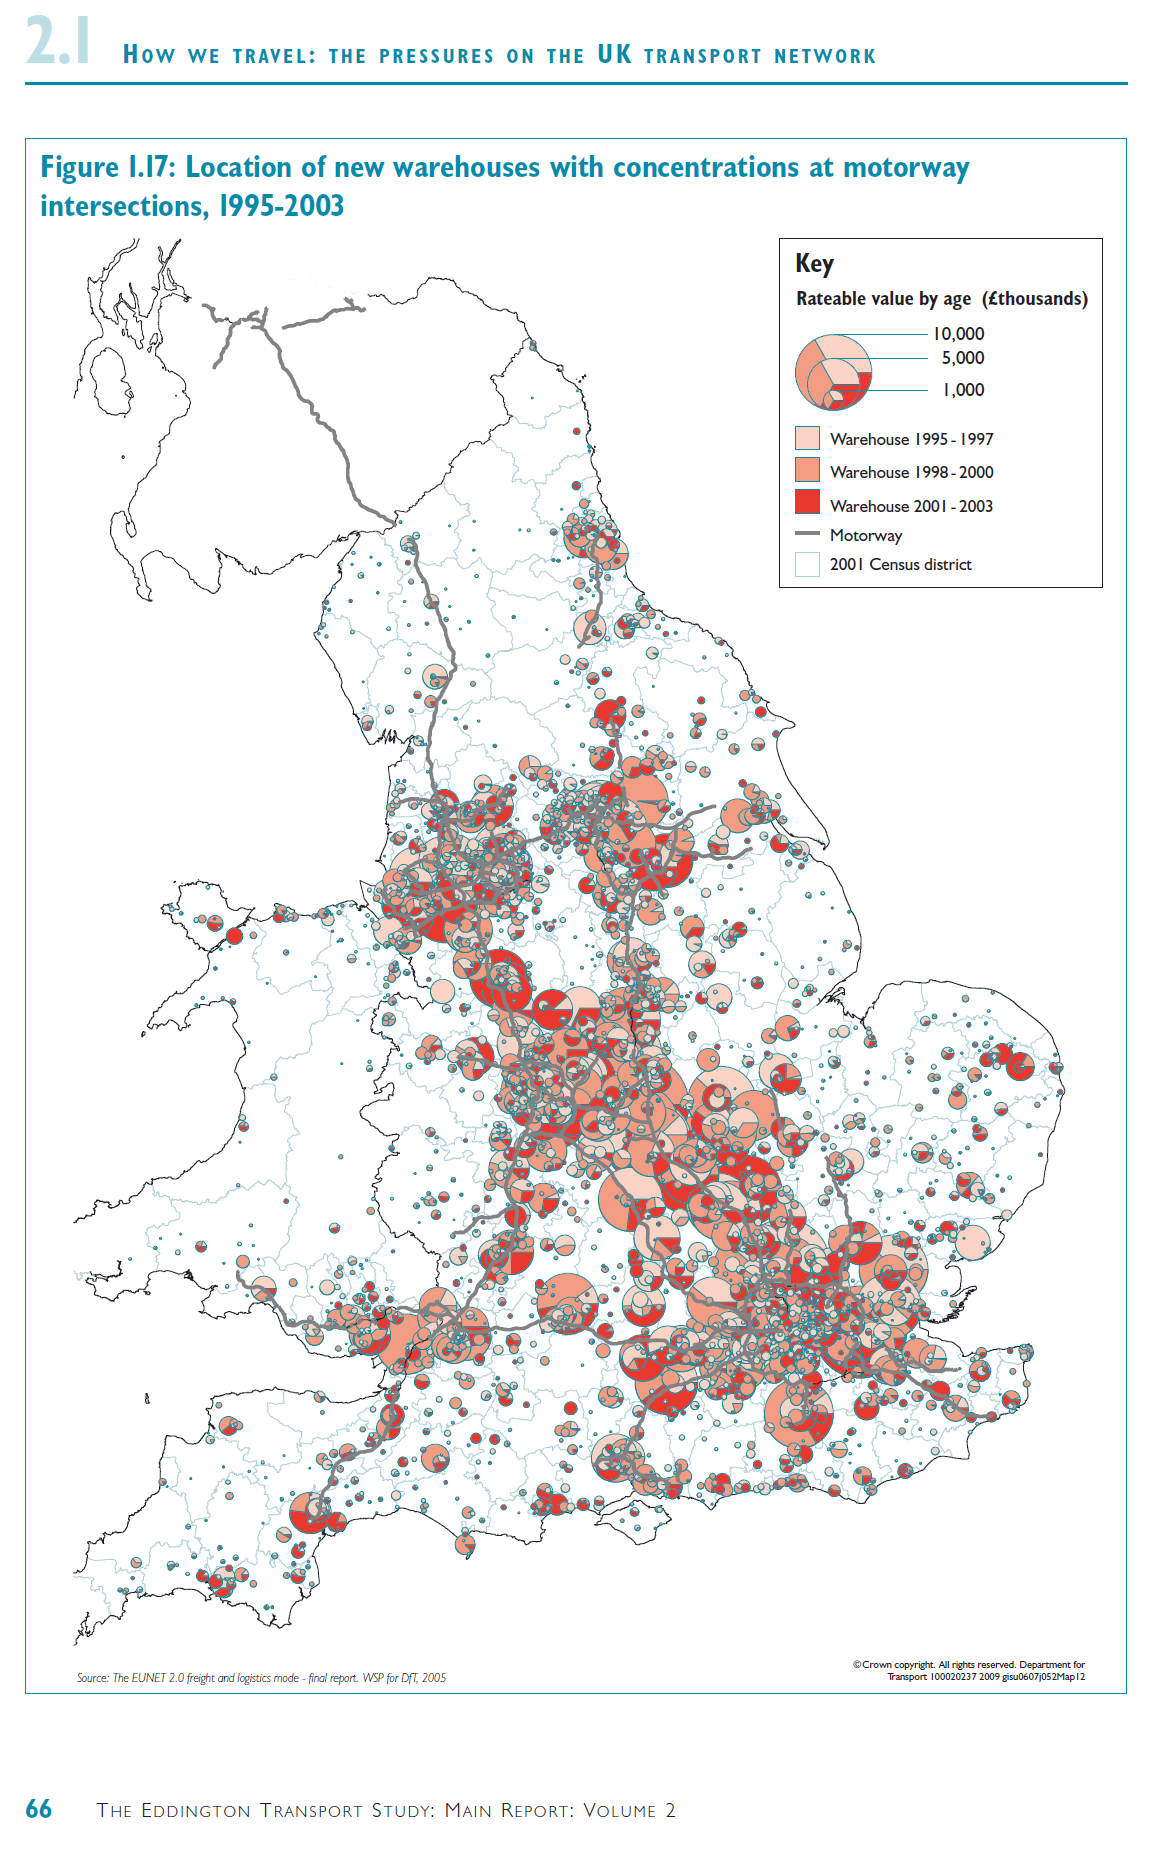 2.1
HOW WE TRAVEL: THE PRESSURES ON THE UK TRANSPORT NETWORK
Figure 1.17: Location of new warehouses with concentrations at motorway
intersections, 1995-2003
Key
Rateable value by age (£thousands)
10,000
5,000
1,000
Warehouse 1995-1997
Warehouse 1998-2000
Warehouse 2001-2003
Motorway
2001 Census district
Source: The EUNET 2.0 freight and logistics mode - final report. WSP for DfT, 2005
© Crown copyright. All rights reserved. Department for
Transport 100020237 2009 gisu0607j052Map12
66 THE EDDINGTON TRANSPORT STUDY: MAIN REPORT: VOLUME 2